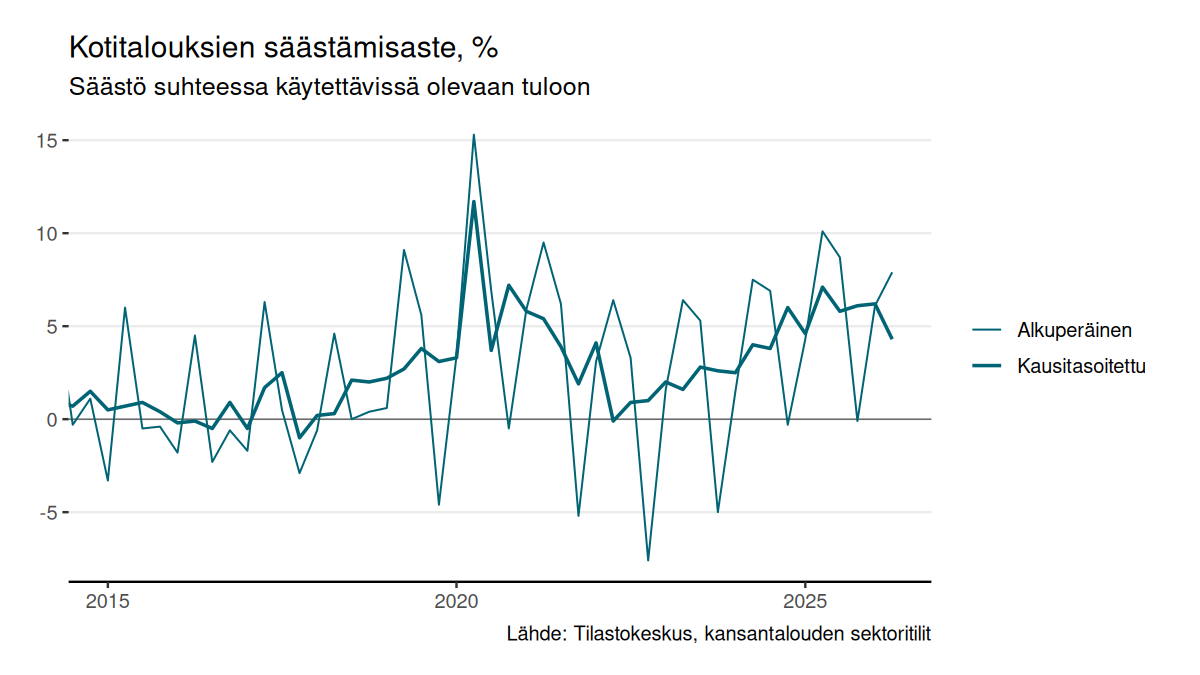 Kotitalouksien säästämisaste, %
Säästö suhteessa käytettävissä olevaan tuloon
15
10
5
0
-5
2015 2020 2025
Alkuperäinen
Kausitasoitettu
Lähde: Tilastokeskus, kansantalouden sektoritilit